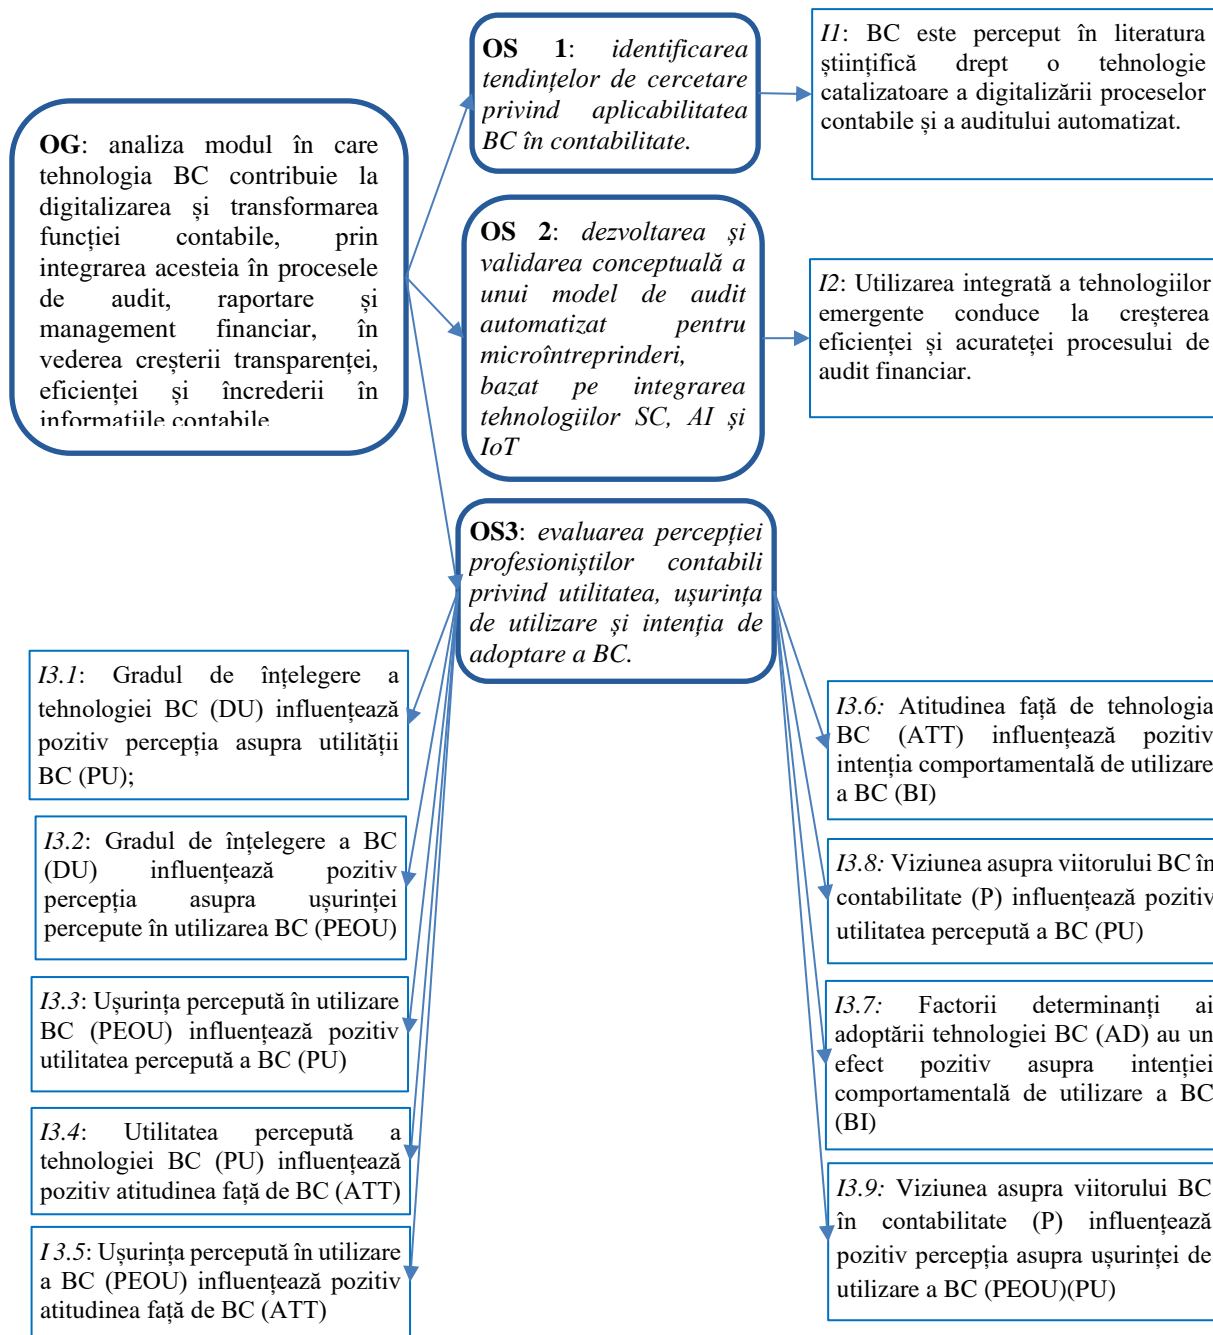 OG: analiza modul în care
tehnologia BC contribuie la
digitalizarea și transformarea
funcției contabile, prin
integrarea acesteia în procesele
de audit, raportare și
management financiar, în
vederea creșterii transparenței,
eficienței și încrederii în
informațiile contabile
OS 1: identificarea
tendințelor de cercetare
privind aplicabilitatea
BC în contabilitate.
I1: BC este perceput în literatura
științifică drept o tehnologie
catalizatoare a digitalizării proceselor
contabile și a auditului automatizat.
OS 2: dezvoltarea și
validarea conceptuală a
unui model de audit
automatizat pentru
microîntreprinderi,
bazat pe integrarea
tehnologiilor SC, AI și
IoT
I2: Utilizarea integrată a tehnologiilor
emergente conduce la creșterea
eficienței și acurateței procesului de
audit financiar.
OS3: evaluarea percepției
profesioniștilor contabili
privind utilitatea, ușurința
de utilizare și intenția de
adoptare a BC.
I3.1: Gradul de înțelegere a
tehnologiei BC (DU) influențează
pozitiv percepția asupra utilității
BC (PU);
I3.2: Gradul de înțelegere a BC
(DU) influențează pozitiv
percepția asupra ușurinței
percepute în utilizarea BC (PEOU)
I3.3: Ușurința percepută în utilizare
BC (PEOU) influențează pozitiv
utilitatea percepută a BC (PU)
I3.4: Utilitatea percepută a
tehnologiei BC (PU) influențează
pozitiv atitudinea față de BC (ATT)
I 3.5: Ușurința percepută în utilizare
a BC (PEOU) influențează pozitiv
atitudinea față de BC (ATT)
I3.6: Atitudinea față de tehnologia
BC (ATT) influențează pozitiv
intenția comportamentală de utilizare
a BC (BI)
I3.8: Viziunea asupra viitorului BC în
contabilitate (P) influențează pozitiv
utilitatea percepută a BC (PU)
I3.7: Factorii determinanți ai
adoptării tehnologiei BC (AD) au un
efect pozitiv asupra intenției
comportamentală de utilizare a BC
(BI)
I3.9: Viziunea asupra viitorului BC
în contabilitate (P) influențează
pozitiv percepția asupra ușurinței de
utilizare a BC (PEOU)(PU)